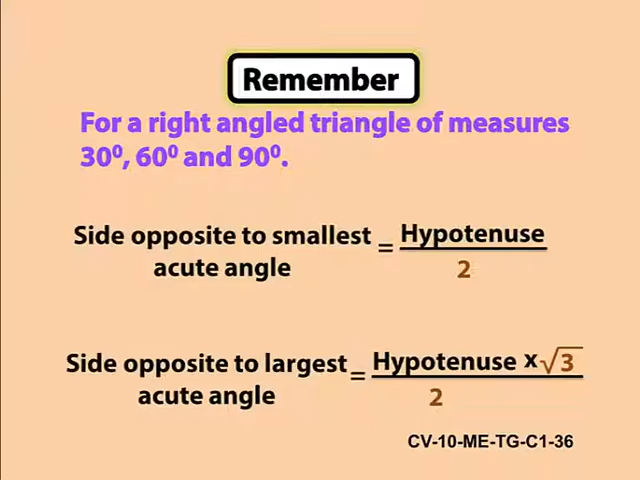 Remember
For a right angled triangle of measures
30⁰, 60⁰ and 90⁰.
Side opposite to smallest acute angle = Hypotenuse / 2
Side opposite to largest acute angle = Hypotenuse x √3 / 2
CV-10-ME-TG-C1-36